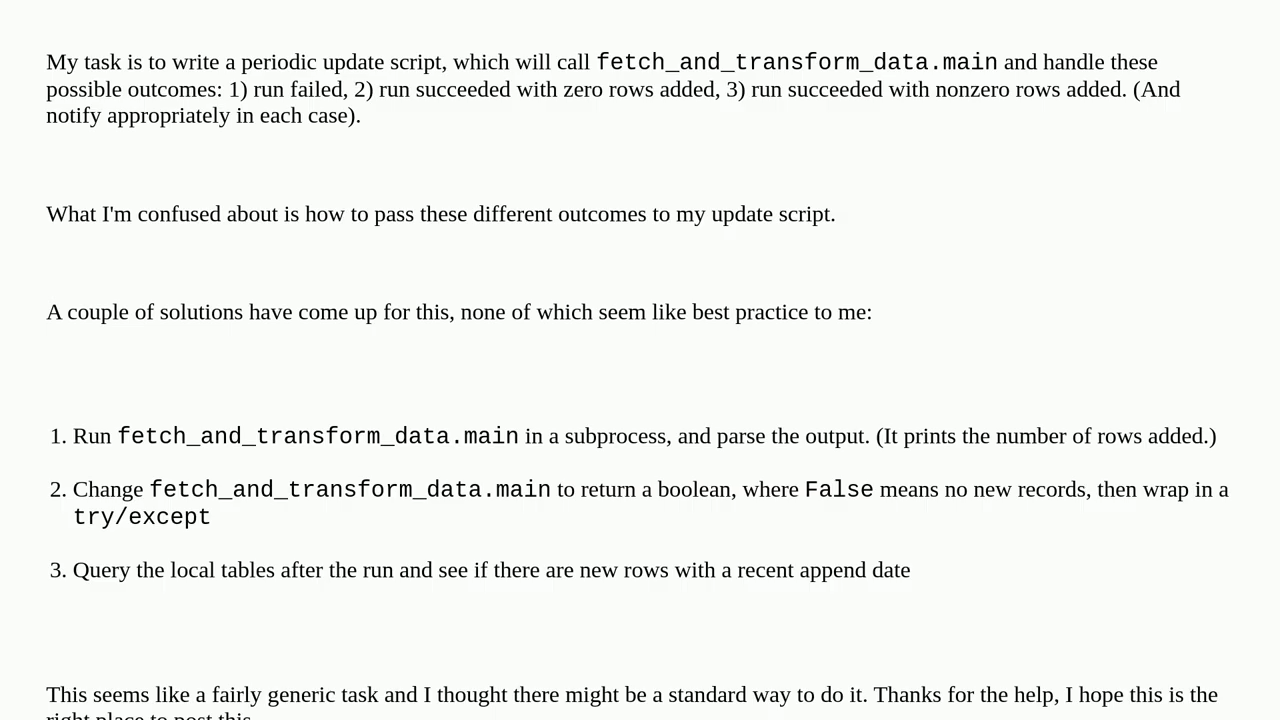 My task is to write a periodic update script, which will call fetch_and_transform_data.main and handle these
possible outcomes: 1) run failed, 2) run succeeded with zero rows added, 3) run succeeded with nonzero rows added. (And
notify appropriately in each case).
What I'm confused about is how to pass these different outcomes to my update script.
A couple of solutions have come up for this, none of which seem like best practice to me:
1. Run fetch_and_transform_data.main in a subprocess, and parse the output. (It prints the number of rows added.)
2. Change fetch_and_transform_data.main to return a boolean, where False means no new records, then wrap in a
try/except
3. Query the local tables after the run and see if there are new rows with a recent append date
This seems like a fairly generic task and I thought there might be a standard way to do it. Thanks for the help, I hope this is the
right place to post this